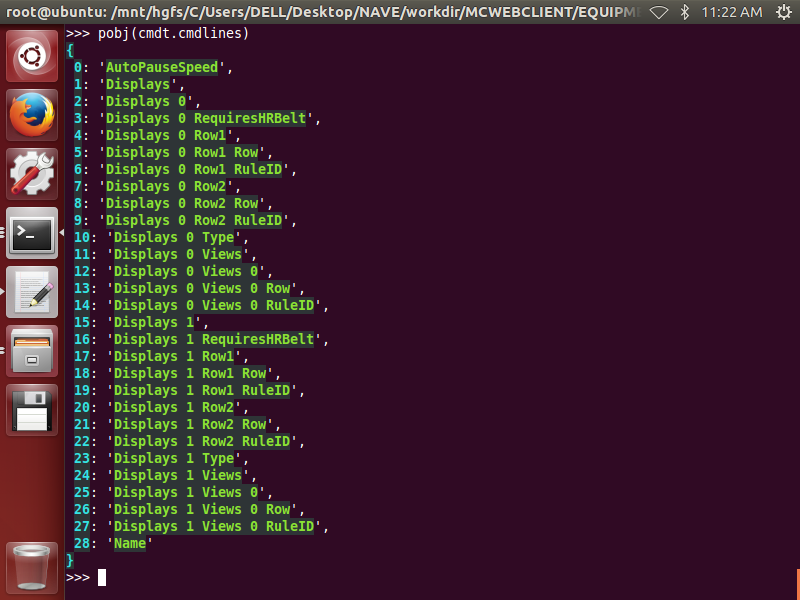 root@ubuntu: /mnt/hgfs/C/Users/DELL/Desktop/NAVE/workdir/MCWEBCLIENT/EQUIPM 11:22 AM
>>> pobj(cmdt.cmdlines)
{
0: 'AutoPauseSpeed',
1: 'Displays',
2: 'Displays 0',
3: 'Displays 0 RequiresHRBelt',
4: 'Displays 0 Row1',
5: 'Displays 0 Row1 Row',
6: 'Displays 0 Row1 RuleID',
7: 'Displays 0 Row2',
8: 'Displays 0 Row2 Row',
9: 'Displays 0 Row2 RuleID',
10: 'Displays 0 Type',
11: 'Displays 0 Views',
12: 'Displays 0 Views 0',
13: 'Displays 0 Views 0 Row',
14: 'Displays 0 Views 0 RuleID',
15: 'Displays 1',
16: 'Displays 1 RequiresHRBelt',
17: 'Displays 1 Row1',
18: 'Displays 1 Row1 Row',
19: 'Displays 1 Row1 RuleID',
20: 'Displays 1 Row2',
21: 'Displays 1 Row2 Row',
22: 'Displays 1 Row2 RuleID',
23: 'Displays 1 Type',
24: 'Displays 1 Views',
25: 'Displays 1 Views 0',
26: 'Displays 1 Views 0 Row',
27: 'Displays 1 Views 0 RuleID',
28: 'Name'
}
>>>